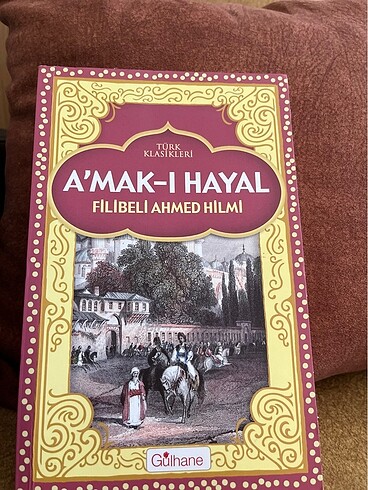 TÜRK
KLASİKLERİ
A'MAK-I HAYAL
FİLİBELİ AHMED HİLMİ
Gülhane